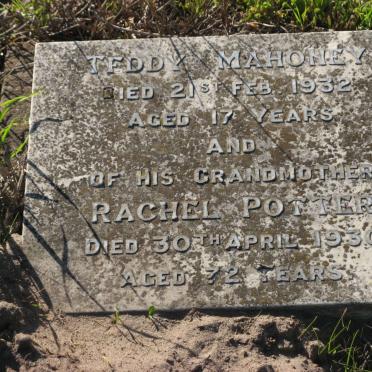 TEDDY MAHONEY
DIED 21ST FEB. 1932
AGED 17 YEARS
AND
OF HIS GRANDMOTHER
RACHEL POTTER
DIED 30TH APRIL
AGED 72 YEARS